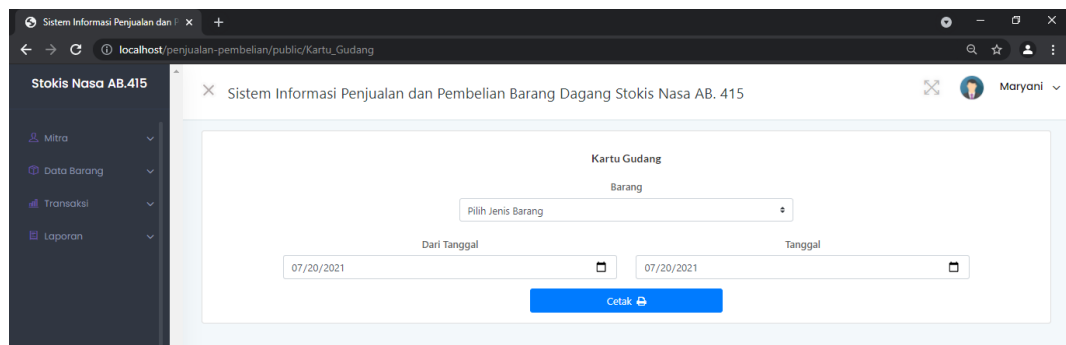 Sistem Informasi Penjualan dan P
localhost/penjualan-pembelian/public/Kartu_Gudang
Stokis Nasa AB.415
Sistem Informasi Penjualan dan Pembelian Barang Dagang Stokis Nasa AB. 415
Maryani
Mitra
Data Barang
Transaksi
Laporan
Kartu Gudang
Barang
Pilih Jenis Barang
Dari Tanggal
Tanggal
07/20/2021
07/20/2021
Cetak